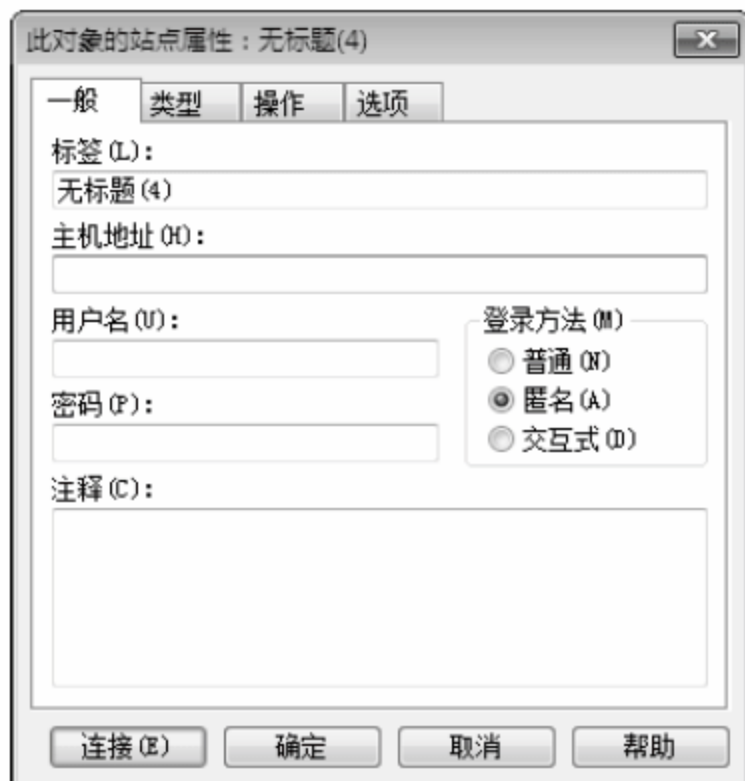 此对象的站点属性：无标题(4)
一般 类型 操作 选项
标签(L)：
无标题(4)
主机地址(H)：
用户名(U)：
登录方法(M)
普通(N)
密码(P)：
匿名(A)
交互式(D)
注释(C)：
连接(E) 确定 取消 帮助